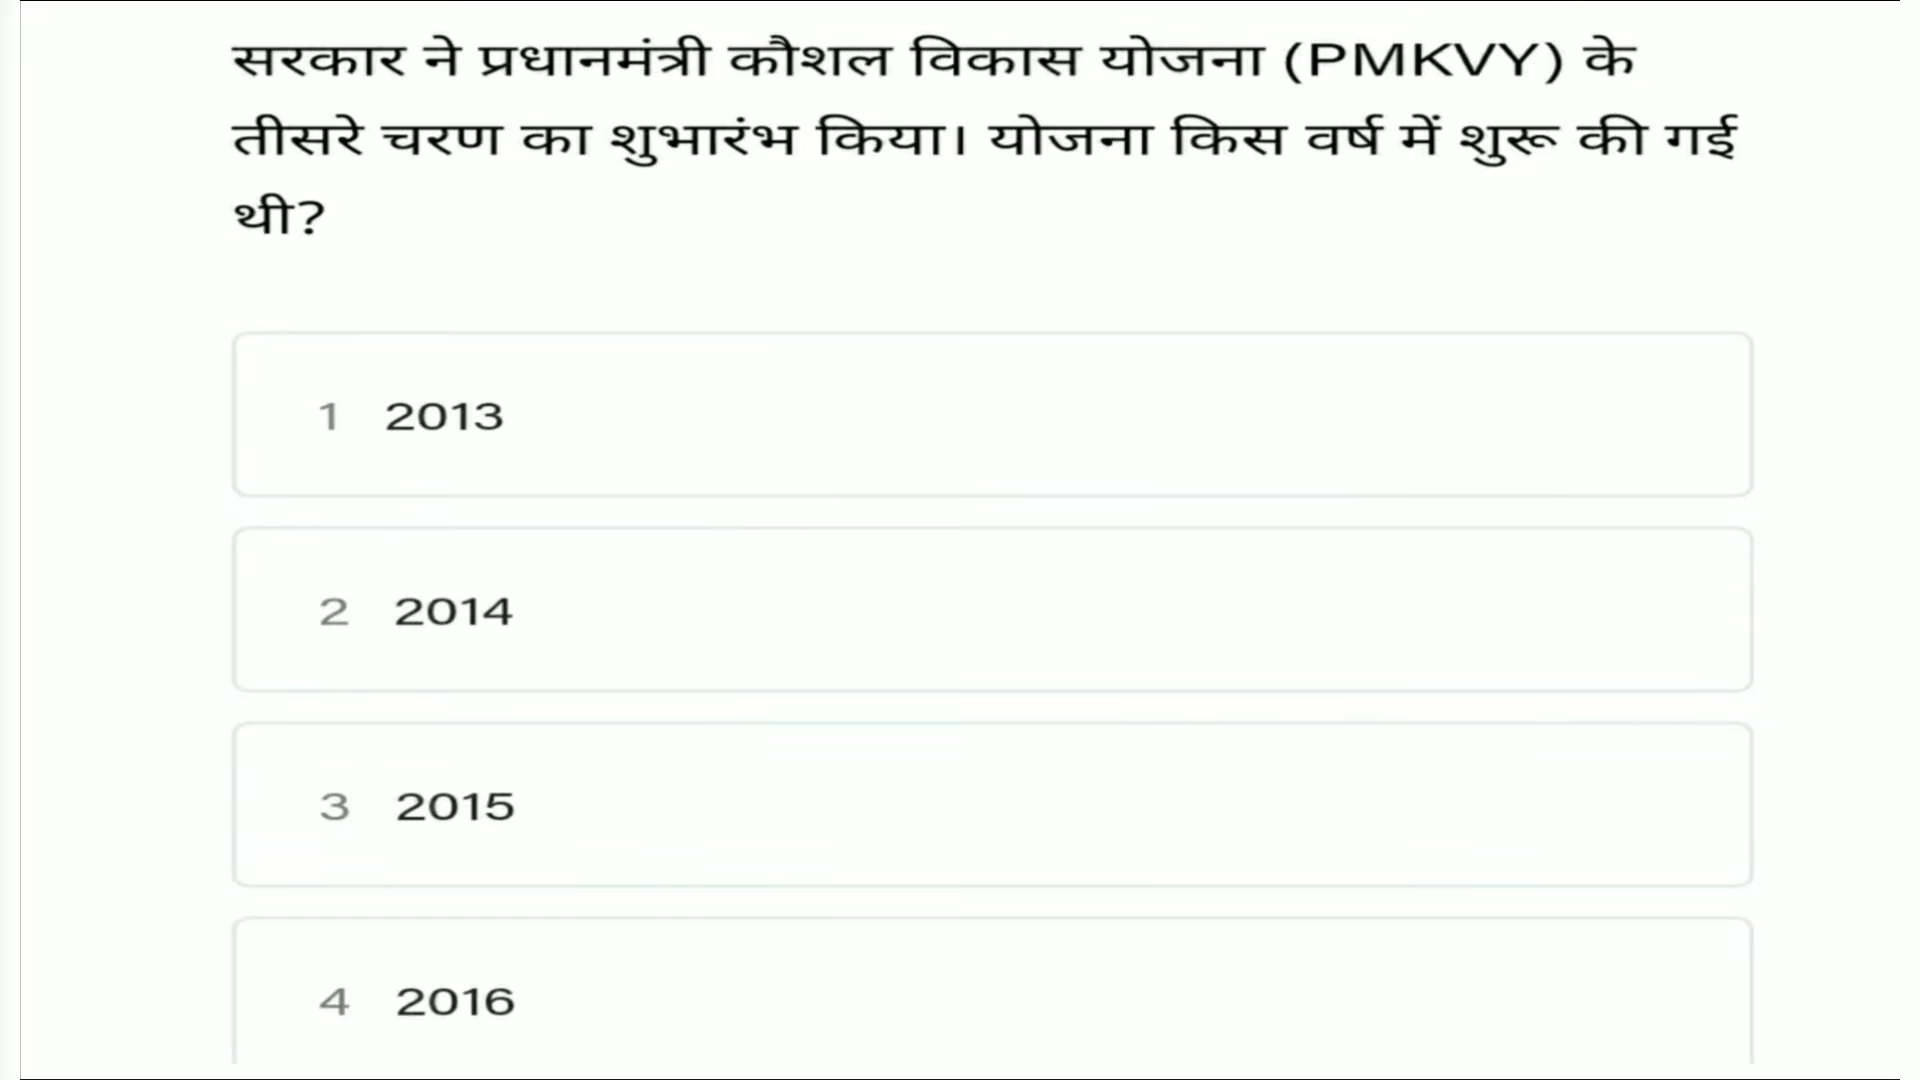 सरकार ने प्रधानमंत्री कौशल विकास योजना (PMKVY) के
तीसरे चरण का शुभारंभ किया। योजना किस वर्ष में शुरू की गई
थी?
1 2013
2 2014
3 2015
4 2016